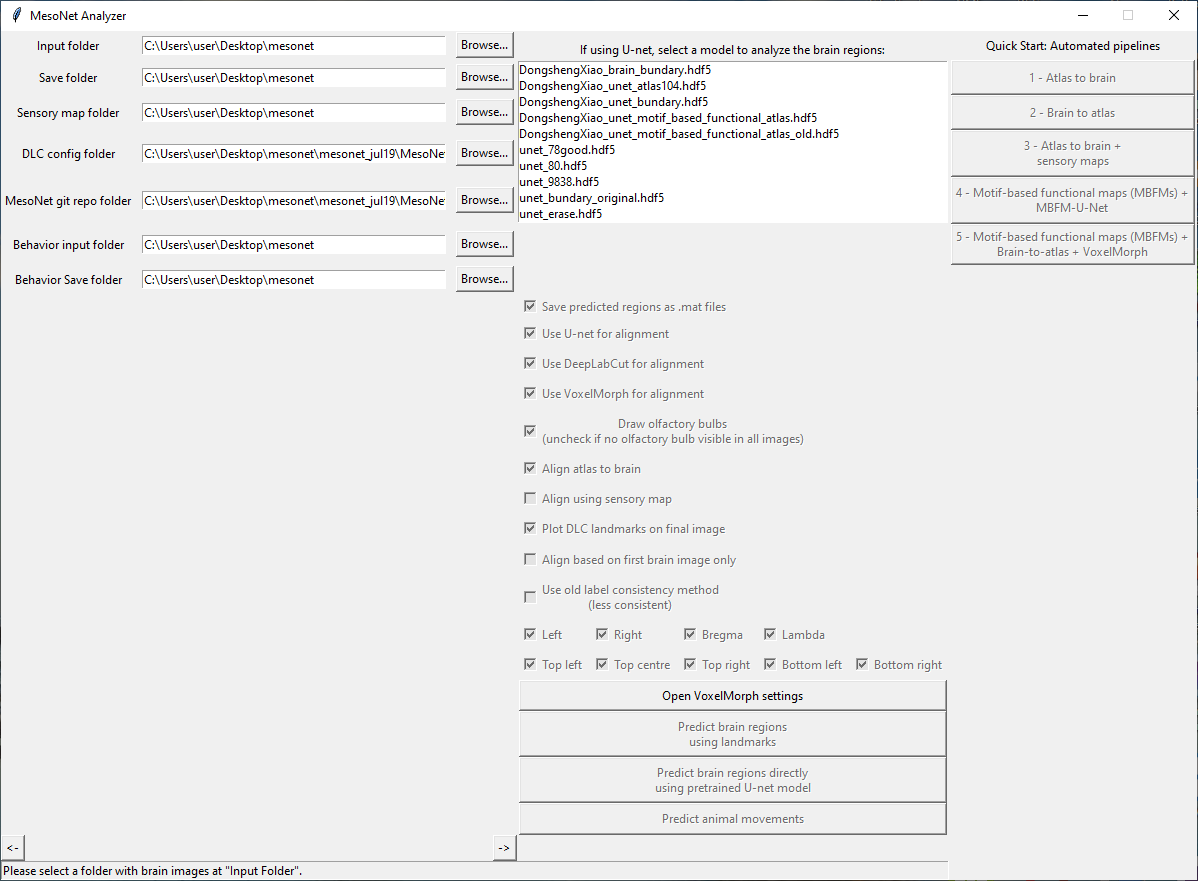 MesoNet Analyzer
Input folder
C:\Users\user\Desktop\mesonet
Browse...
Save folder
C:\Users\user\Desktop\mesonet
Browse...
Sensory map folder
C:\Users\user\Desktop\mesonet
Browse...
DLC config folder
C:\Users\user\Desktop\mesonet\mesonet_jul19\MesoNe
Browse...
MesoNet git repo folder
C:\Users\user\Desktop\mesonet\mesonet_jul19\MesoNe
Browse...
Behavior input folder
C:\Users\user\Desktop\mesonet
Browse...
Behavior Save folder
C:\Users\user\Desktop\mesonet
Browse...
If using U-net, select a model to analyze the brain regions:
DongshengXiao_brain_bundary.hdf5
DongshengXiao_unet_atlas104.hdf5
DongshengXiao_unet_bundary.hdf5
DongshengXiao_unet_motif_based_functional_atlas.hdf5
DongshengXiao_unet_motif_based_functional_atlas_old.hdf5
unet_78good.hdf5
unet_80.hdf5
unet_9838.hdf5
unet_bundary_original.hdf5
unet_erase.hdf5
Quick Start: Automated pipelines
1 - Atlas to brain
2 - Brain to atlas
3 - Atlas to brain +
sensory maps
4 - Motif-based functional maps (MBFMs) +
MBFM-U-Net
5 - Motif-based functional maps (MBFMs) +
Brain-to-atlas + VoxelMorph
Save predicted regions as .mat files
Use U-net for alignment
Use DeepLabCut for alignment
Use VoxelMorph for alignment
Draw olfactory bulbs
(uncheck if no olfactory bulb visible in all images)
Align atlas to brain
Align using sensory map
Plot DLC landmarks on final image
Align based on first brain image only
Use old label consistency method
(less consistent)
Left Right Bregma Lambda
Top left Top centre Top right Bottom left Bottom right
Open VoxelMorph settings
Predict brain regions
using landmarks
Predict brain regions directly
using pretrained U-net model
Predict animal movements
<- ->
Please select a folder with brain images at "Input Folder".